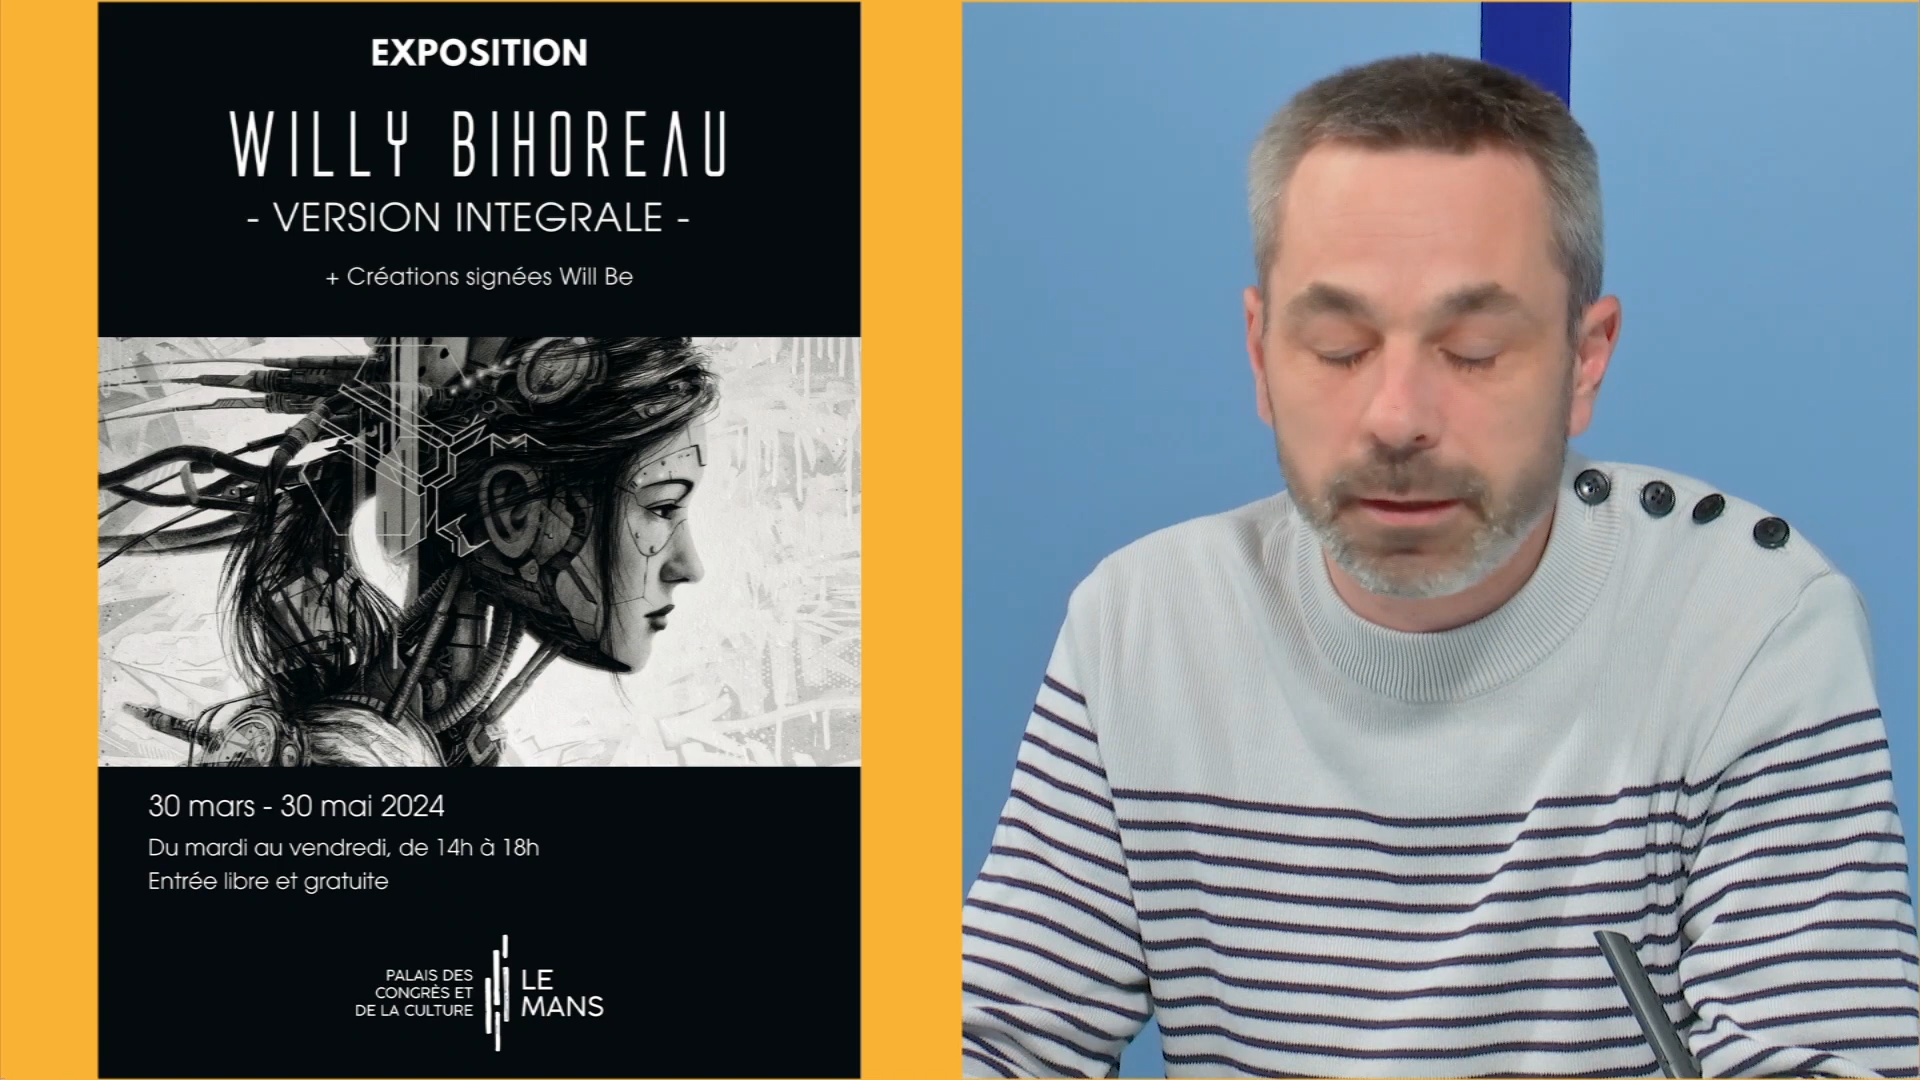 EXPOSITION
WILLY BIHOREAU
- VERSION INTEGRALE -
+ Créations signées Will Be
30 mars - 30 mai 2024
Du mardi au vendredi, de 14h à 18h
Entrée libre et gratuite
PALAIS DES
CONGRÈS ET
DE LA CULTURE
LE
MANS